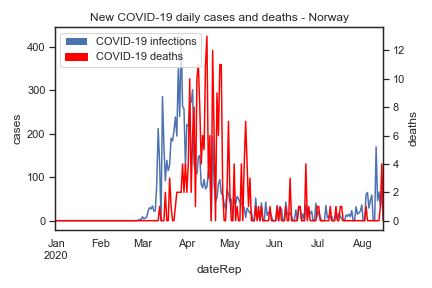 New COVID-19 daily cases and deaths - Norway
COVID-19 infections
COVID-19 deaths
cases
400
300
200
100
0
deaths
12
10
8
6
4
2
0
Jan
2020
Feb
Mar
Apr
May
Jun
Jul
Aug
dateRep